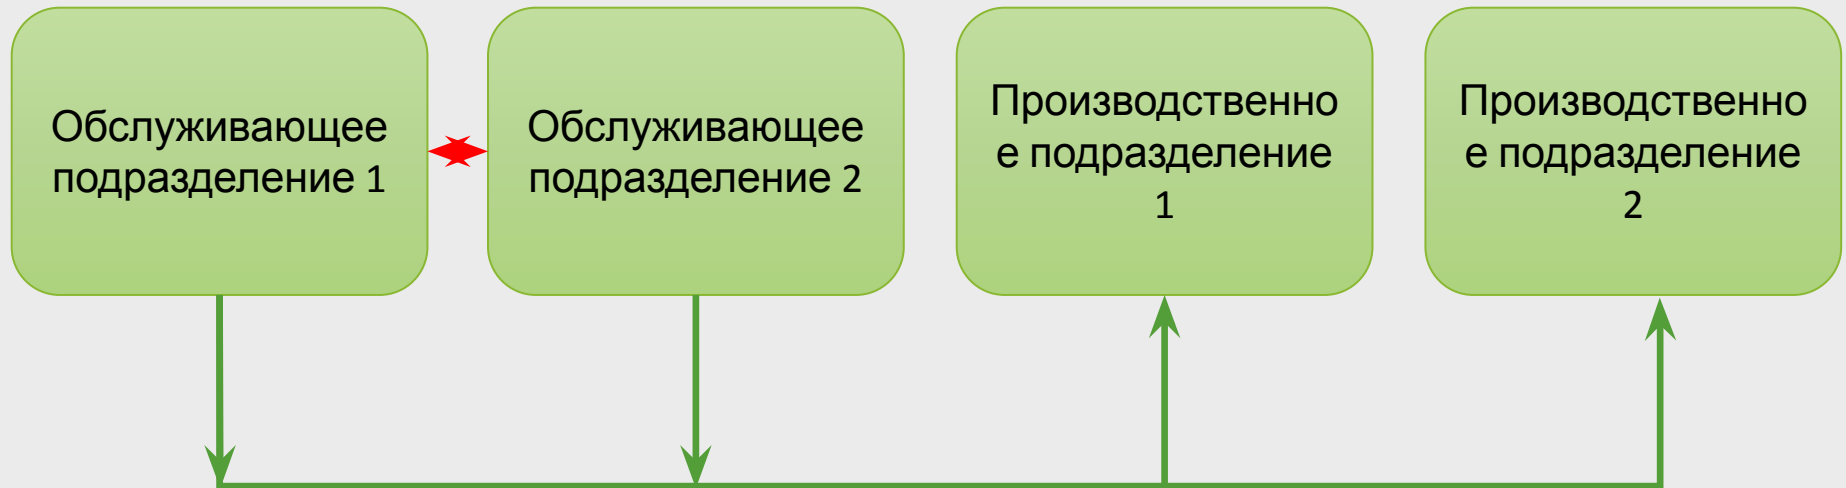 Обслуживающее
подразделение 1
Обслуживающее
подразделение 2
Производственно
е подразделение
1
Производственно
е подразделение
2